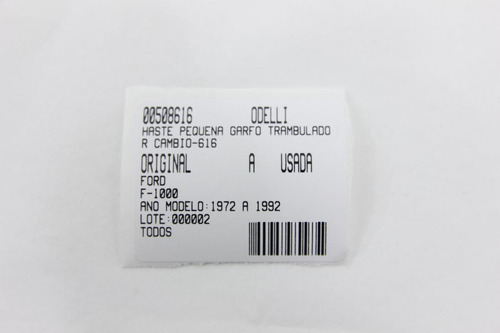 00508616 ODELLI
HASTE PEQUENA GARFO TRAMBULADO
R CAMBIO-616
ORIGINAL A USADA
FORD
F-1000
ANO MODELO:1972 A 1992
LOTE:000002
TODOS